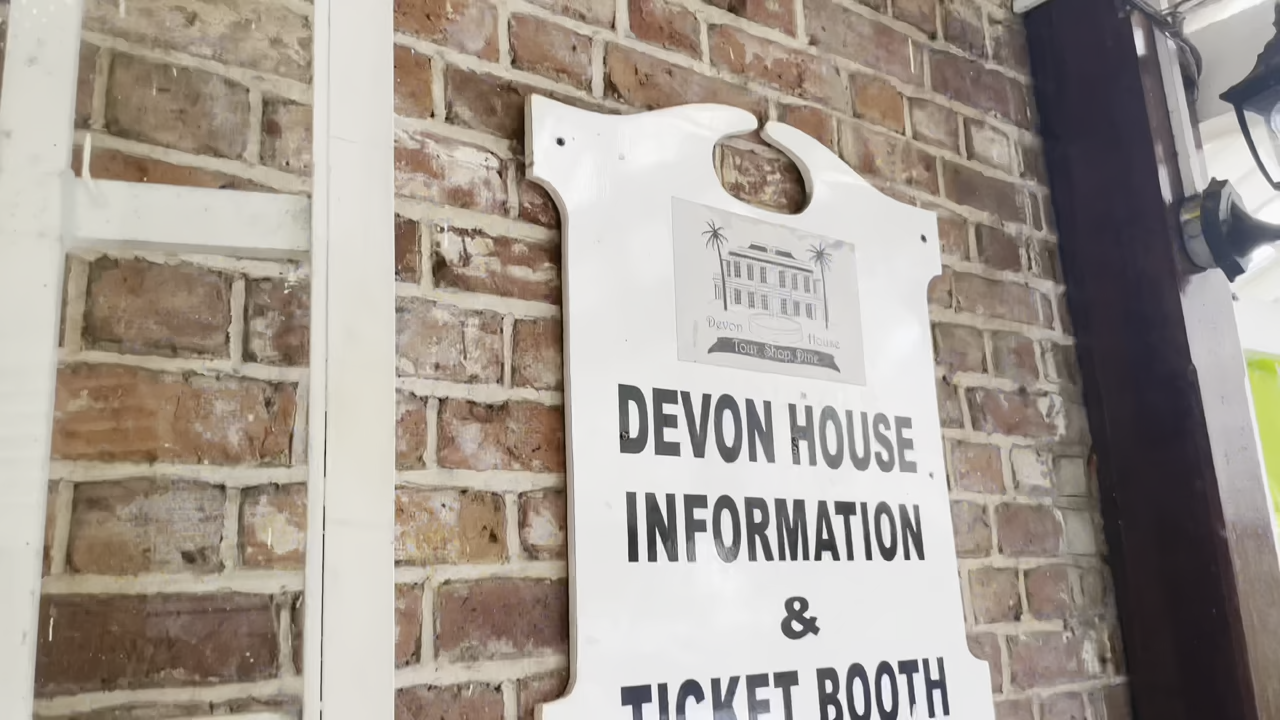 Devon House
Tour Shop Dine
DEVON HOUSE
INFORMATION
&
TICKET BOOTH